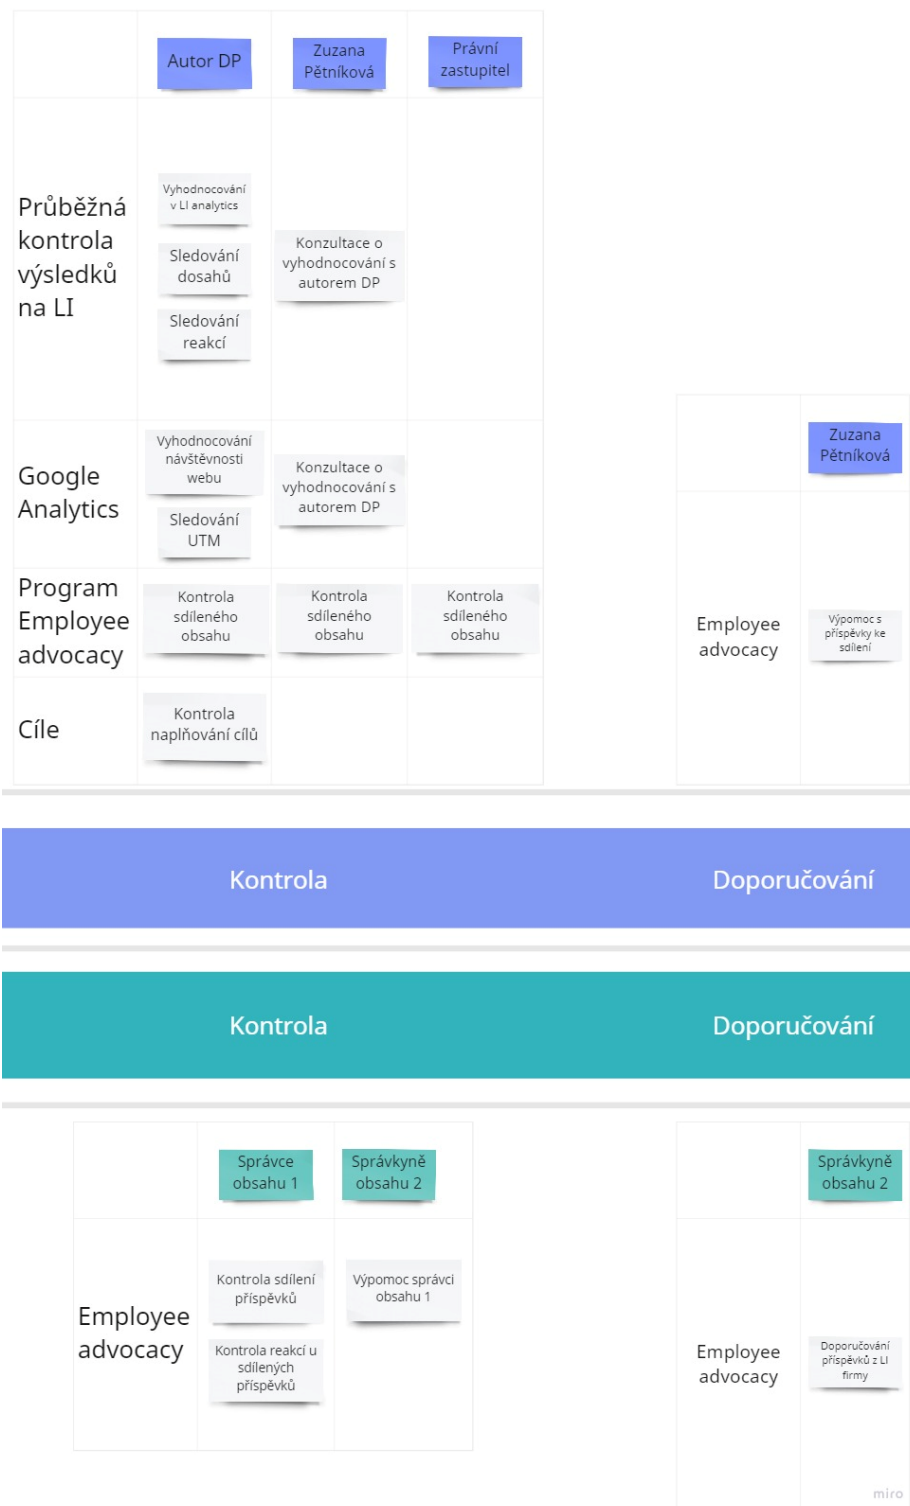 Autor DP
Zuzana
Pětníková
Právní
zastupitel
Průběžná
kontrola
výsledků
na LI
Vyhodnocování
v LI analytics
Sledování
dosahů
Sledování
reakcí
Konzultace o
vyhodnocování s
autorem DP
Google
Analytics
Vyhodnocování
návštěvnosti
webu
Sledování
UTM
Konzultace o
vyhodnocování s
autorem DP
Program
Employee
advocacy
Kontrola
sdíleného
obsahu
Kontrola
sdíleného
obsahu
Kontrola
sdíleného
obsahu
Cíle
Kontrola
naplňování cílů
Zuzana
Pětníková
Employee
advocacy
Výpomoc s
příspěvky ke
sdílení
Kontrola
Doporučování
Kontrola
Doporučování
Správce
obsahu 1
Správkyně
obsahu 2
Employee
advocacy
Kontrola sdílení
příspěvků
Kontrola reakcí u
sdílených
příspěvků
Výpomoc správci
obsahu 1
Správkyně
obsahu 2
Employee
advocacy
Doporučování
příspěvků z LI
firmy
miro